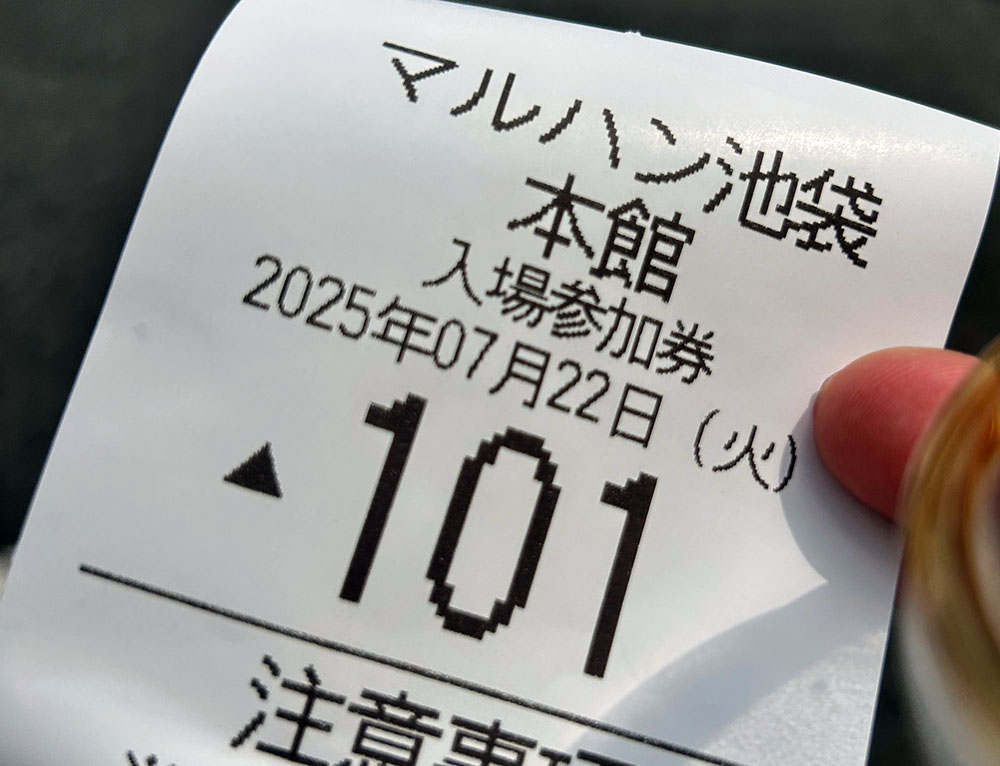 マルハン池袋
本館
入場参加券
2025年07月22日 (火)
▲ 101
注意事項